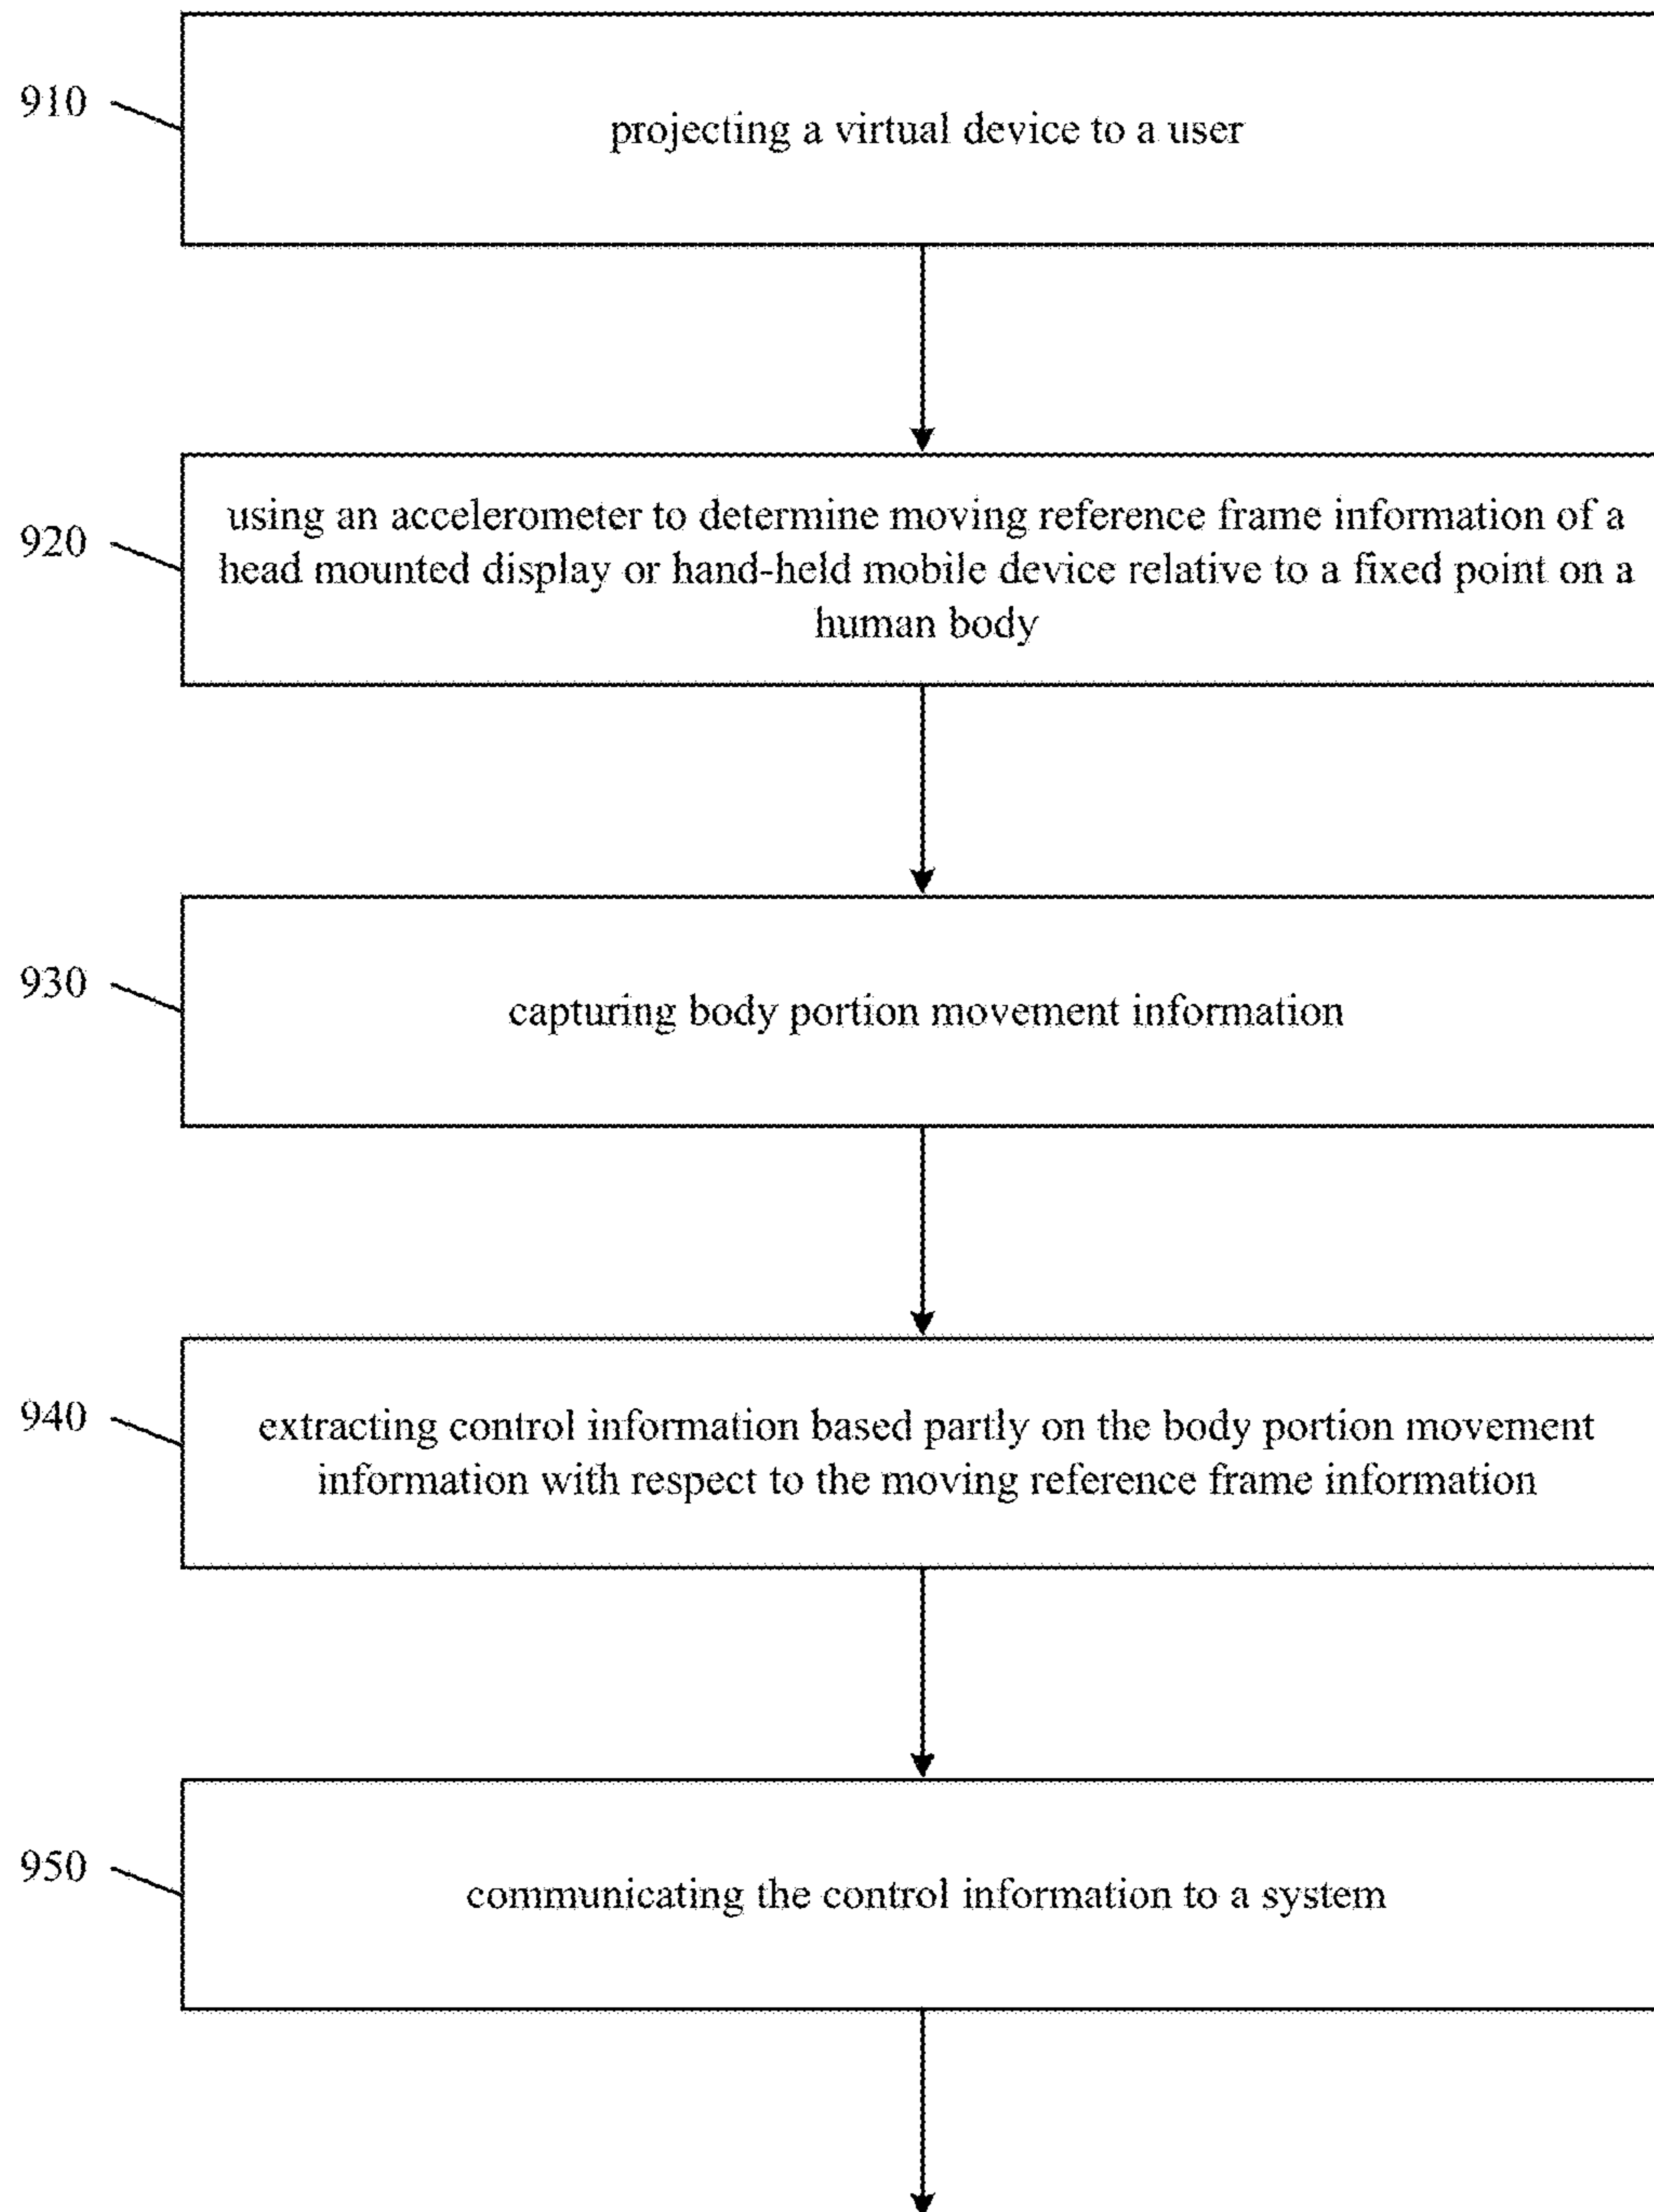 910
projecting a virtual device to a user
920
using an accelerometer to determine moving reference frame information of a
head mounted display or hand-held mobile device relative to a fixed point on a
human body
930
capturing body portion movement information
940
extracting control information based partly on the body portion movement
information with respect to the moving reference frame information
950
communicating the control information to a system